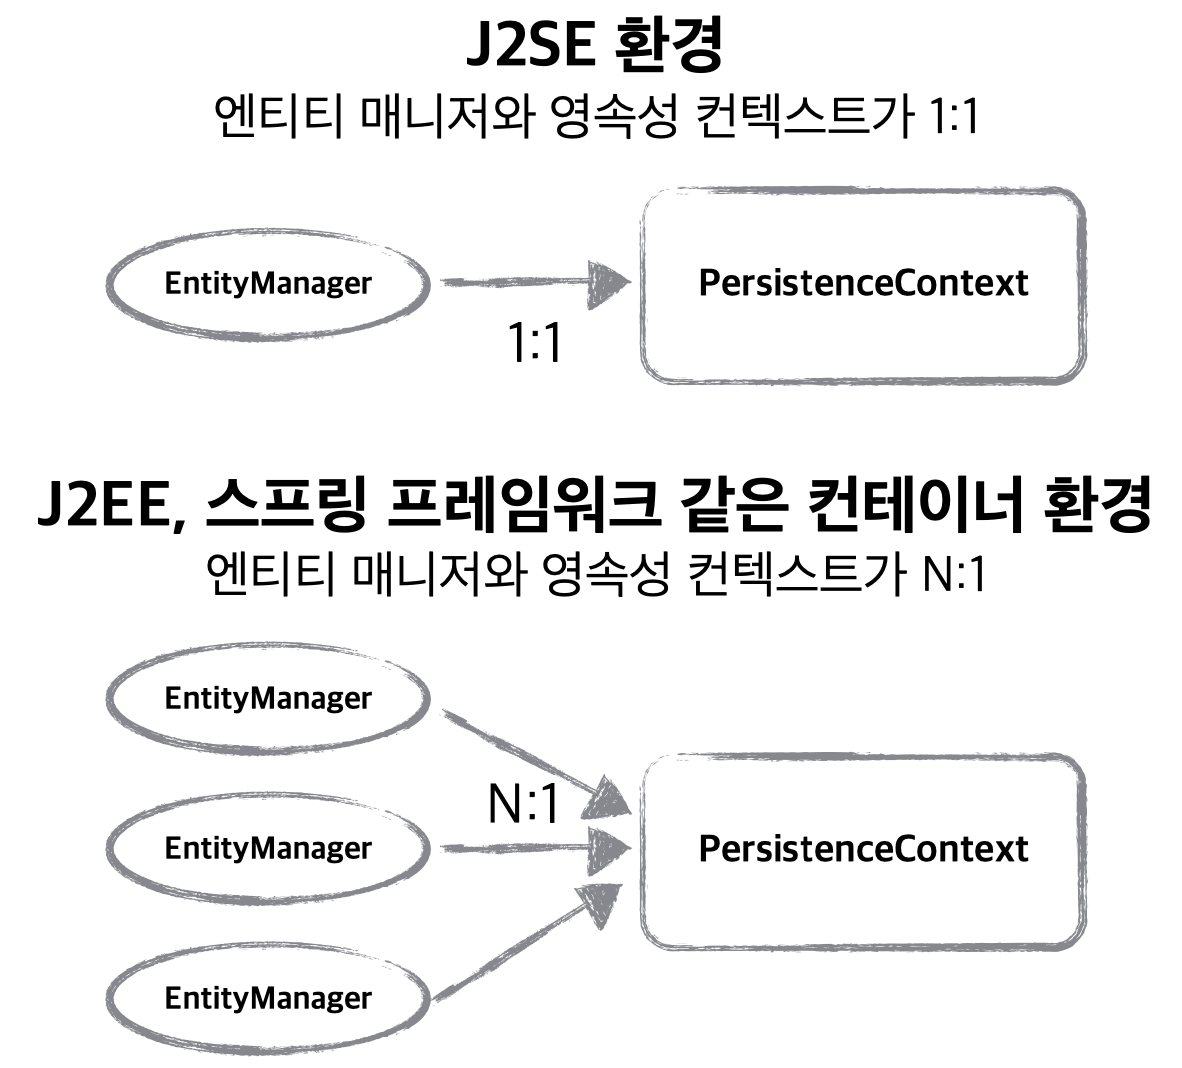 J2SE 환경
엔티티 매니저와 영속성 컨텍스트가 1:1
EntityManager
PersistenceContext
1:1
J2EE, 스프링 프레임워크 같은 컨테이너 환경
엔티티 매니저와 영속성 컨텍스트가 N:1
EntityManager
N:1
EntityManager
PersistenceContext
EntityManager